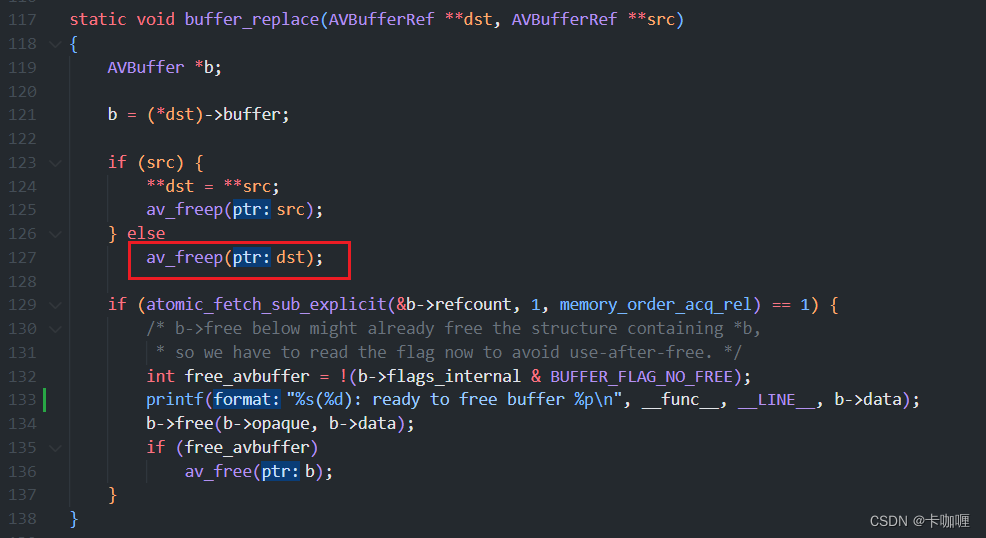 117 static void buffer_replace(AVBufferRef **dst, AVBufferRef **src)
118 {
119     AVBuffer *b;
120
121     b = (*dst)->buffer;
122
123     if (src) {
124         **dst = **src;
125         av_freep(ptr: src);
126     } else
127         av_freep(ptr: dst);
128
129     if (atomic_fetch_sub_explicit(&b->refcount, 1, memory_order_acq_rel) == 1) {
130         /* b->free below might already free the structure containing *b,
131          * so we have to read the flag now to avoid use-after-free. */
132         int free_avbuffer = !(b->flags_internal & BUFFER_FLAG_NO_FREE);
133         printf(format: "%s(%d): ready to free buffer %p\n", __func__, __LINE__, b->data);
134         b->free(b->opaque, b->data);
135         if (free_avbuffer)
136             av_free(ptr: b);
137     }
138 }
CSDN @卡咖喱